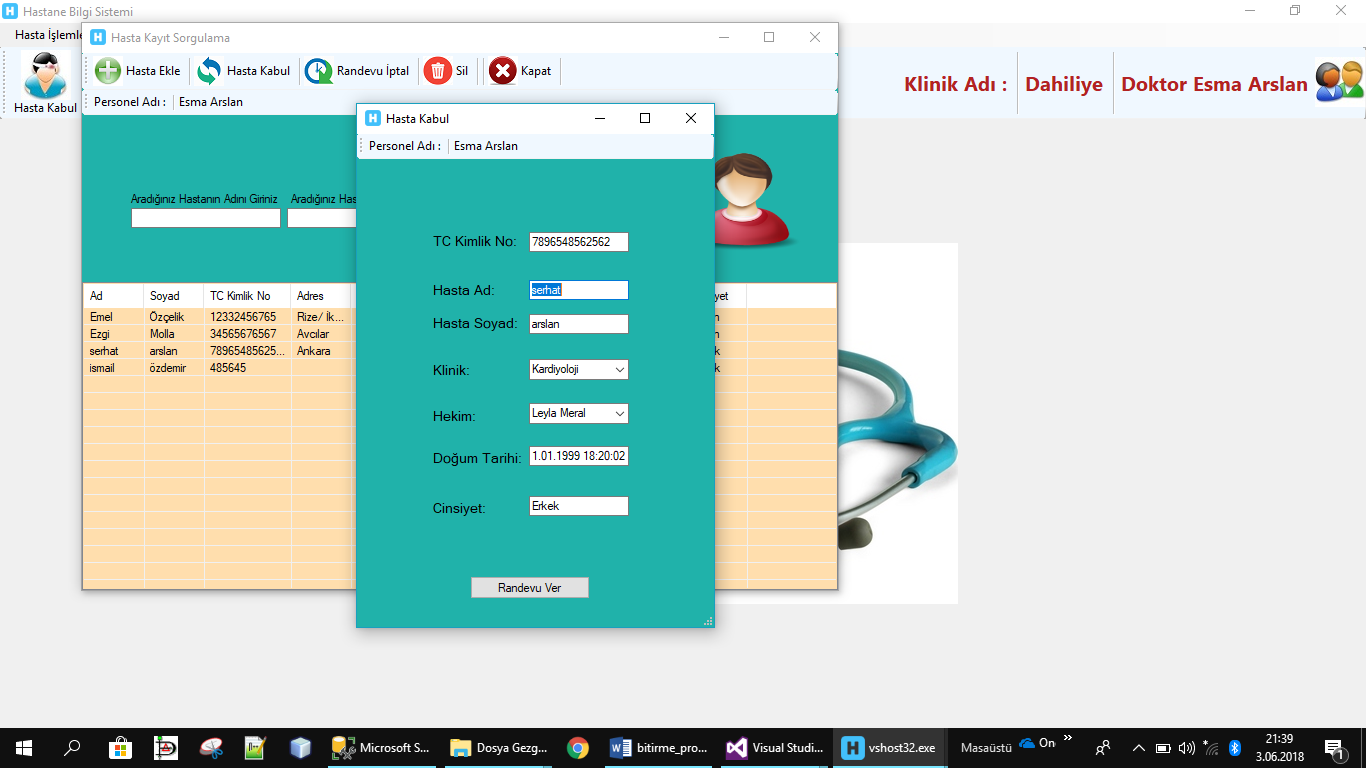 Hastane Bilgi Sistemi
Hasta İşlemle
Hasta Kabul
Klinik Adı :
Dahiliye
Doktor Esma Arslan
Hasta Kayıt Sorgulama
Hasta Ekle
Hasta Kabul
Randevu İptal
Sil
Kapat
Personel Adı :
Esma Arslan
Aradığınız Hastanın Adını Giriniz
Aradığınız Has
Ad Soyad TC Kimlik No Adres yet
Emel Özçelik 12332456765 Rize/ İk... n
Ezgi Molla 34565676567 Avcılar n
serhat arslan 78965485625... Ankara k
ismail özdemir 485645 k
Hasta Kabul
Personel Adı :
Esma Arslan
TC Kimlik No: 7896548562562
Hasta Ad: serhat
Hasta Soyad: arslan
Klinik: Kardiyoloji
Hekim: Leyla Meral
Doğum Tarihi: 1.01.1999 18:20:02
Cinsiyet: Erkek
Randevu Ver
Microsoft S...
Dosya Gezg...
bitirme_pro...
Visual Studi...
vshost32.exe
Masaüstü
On
21:39
3.06.2018
1